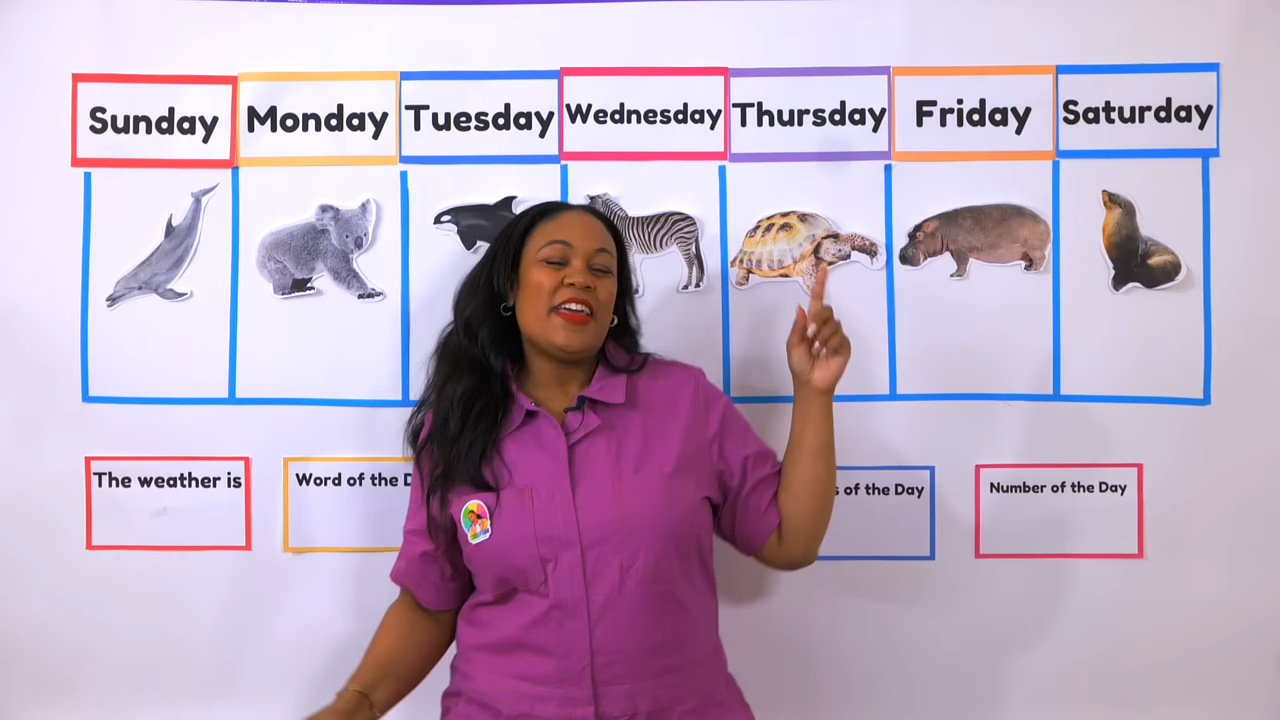 Sunday
Monday
Tuesday
Wednesday
Thursday
Friday
Saturday
The weather is
Word of the
of the Day
Number of the Day